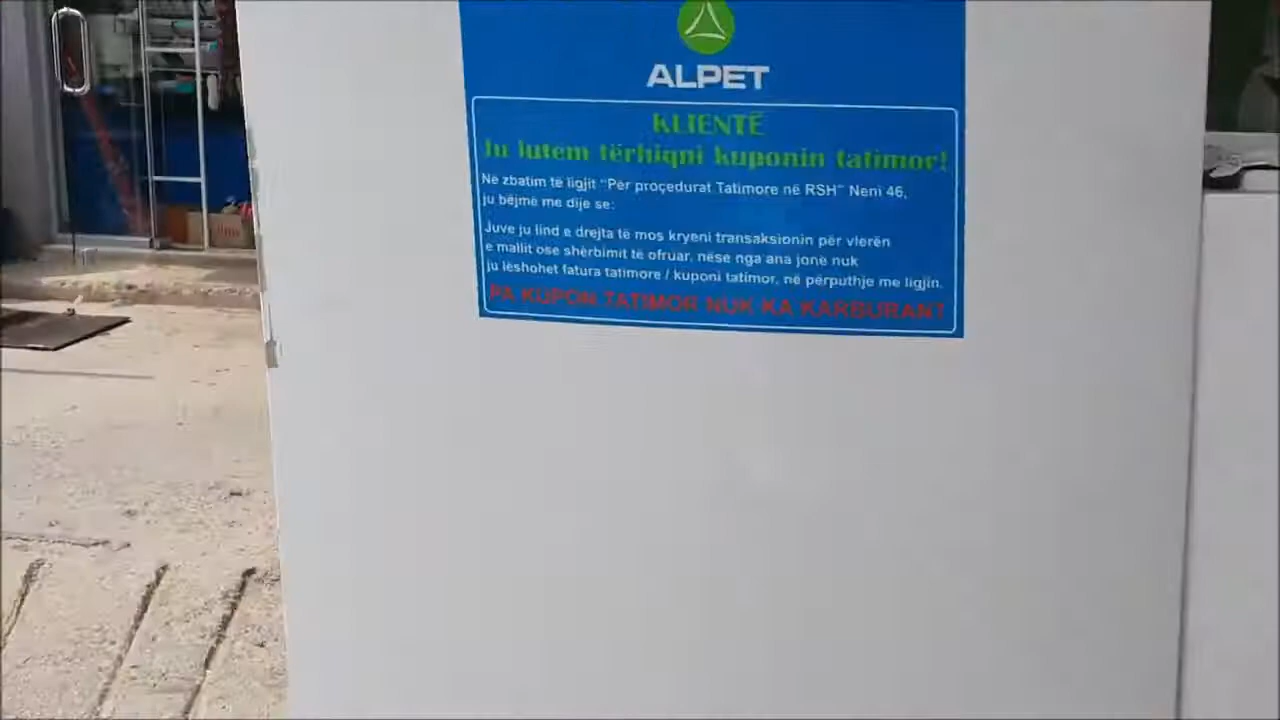 ALPET
KLIENTË
Ju lutem tërhiqni kuponin tatimor!
Në zbatim të ligjit "Për proçedurat Tatimore në RSH" Neni 46,
ju bëjmë me dije se:
Juve ju lind e drejta të mos kryeni transaksionin për vlerën
e mallit ose shërbimit të ofruar, nëse nga ana jonë nuk
ju lëshohet fatura tatimore / kuponi tatimor, në përputhje me ligjin.
PA KUPON TATIMOR NUK KA KARBURANT